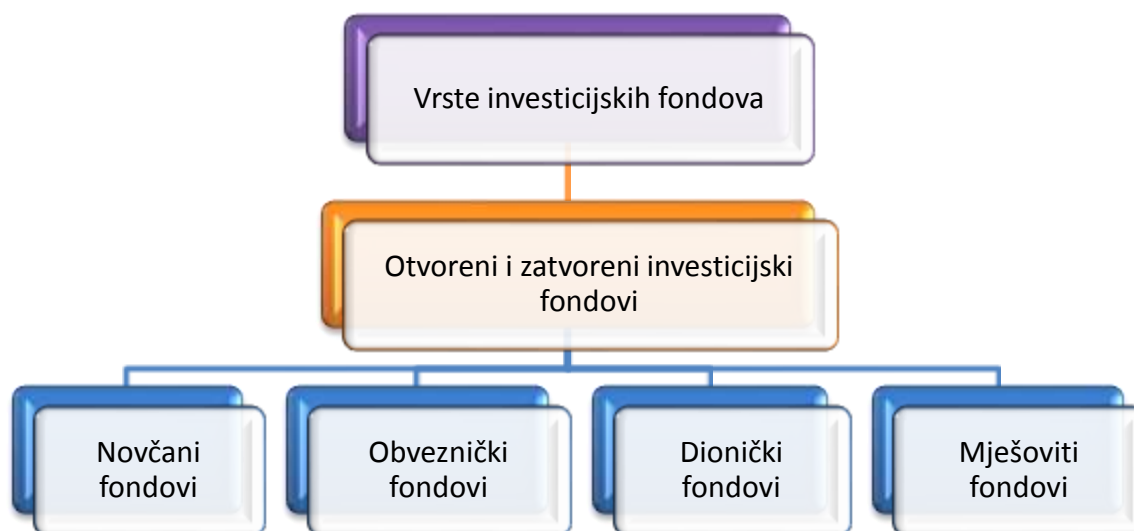 Vrste investicijskih fondova
Otvoreni i zatvoreni investicijski
fondovi
Novčani
fondovi
Obveznički
fondovi
Dionički
fondovi
Mješoviti
fondovi